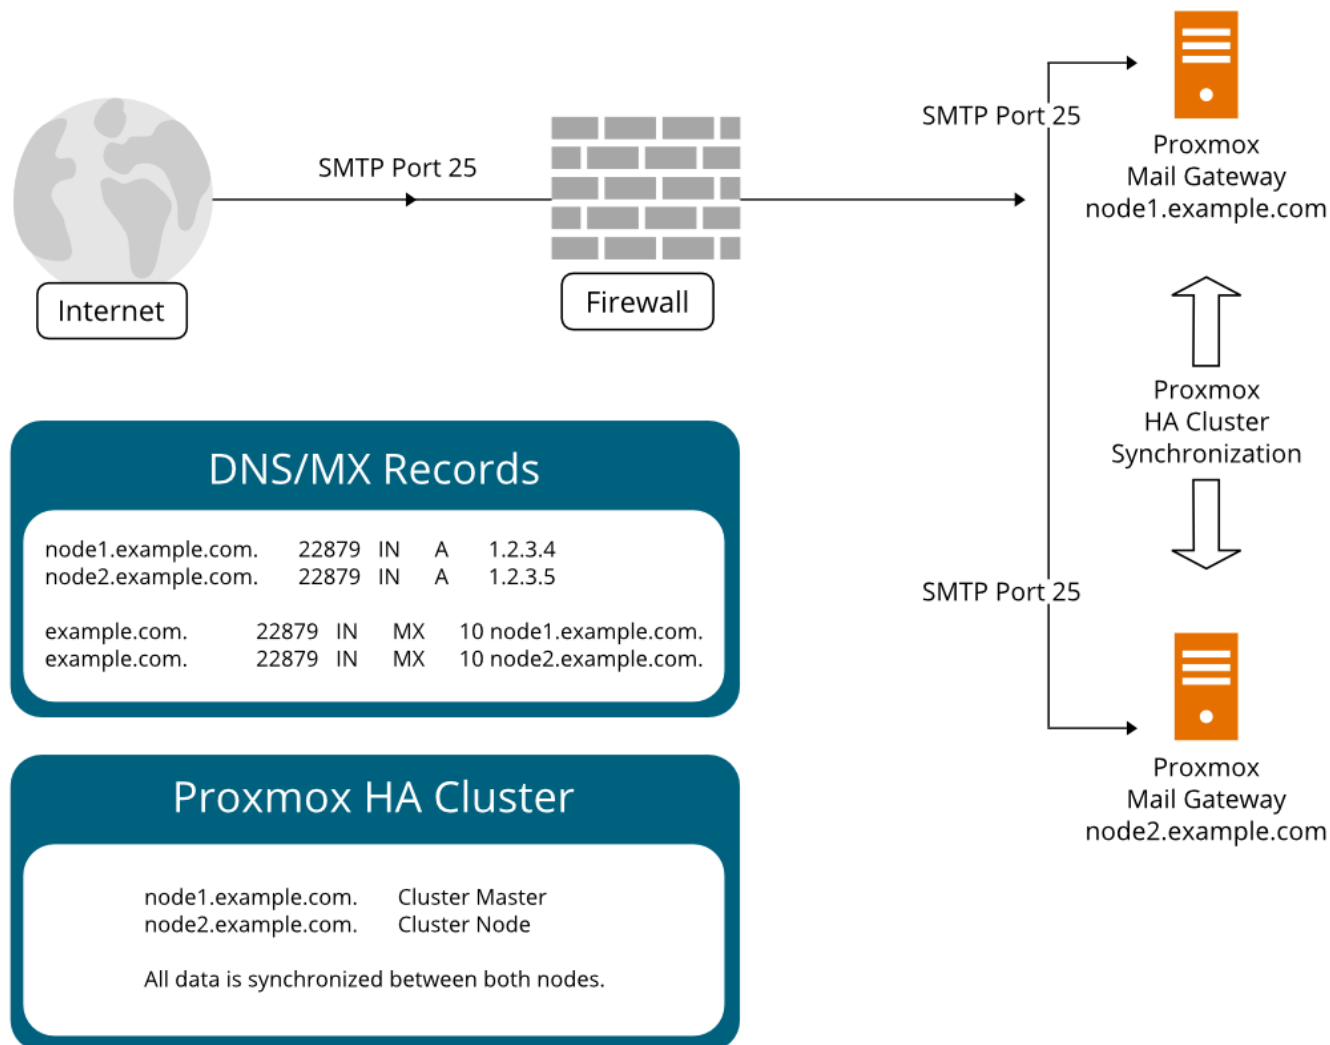 SMTP Port 25
Internet
Firewall
SMTP Port 25
Proxmox
Mail Gateway
node1.example.com
Proxmox
HA Cluster
Synchronization
SMTP Port 25
Proxmox
Mail Gateway
node2.example.com
DNS/MX Records
node1.example.com. 22879 IN A 1.2.3.4
node2.example.com. 22879 IN A 1.2.3.5
example.com. 22879 IN MX 10 node1.example.com.
example.com. 22879 IN MX 10 node2.example.com.
Proxmox HA Cluster
node1.example.com. Cluster Master
node2.example.com. Cluster Node
All data is synchronized between both nodes.